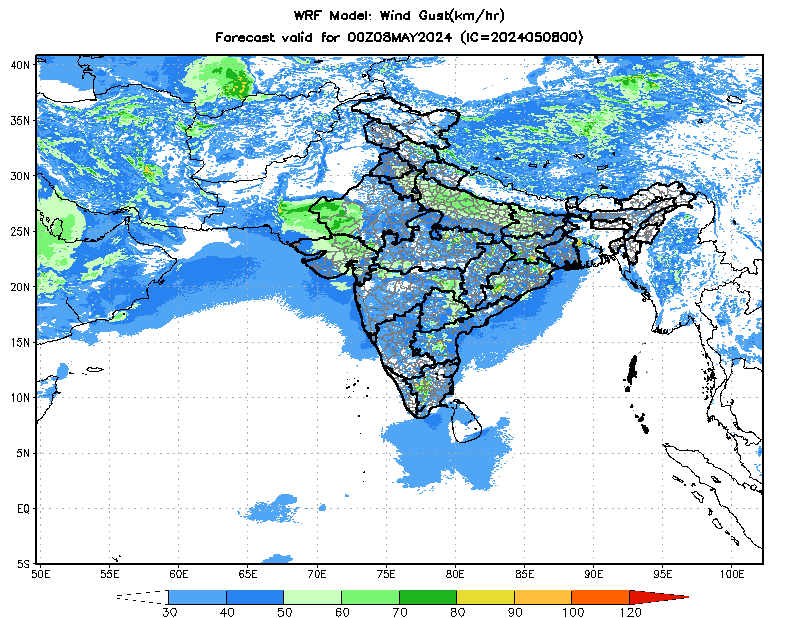 WRF Model: Wind Gust(km/hr)
Forecast valid for 00Z08MAY2024 (IC=2024050800)
40N
35N
30N
25N
20N
15N
10N
5N
EQ
5S
50E 55E 60E 65E 70E 75E 80E 85E 90E 95E 100E
30 40 50 60 70 80 90 100 120